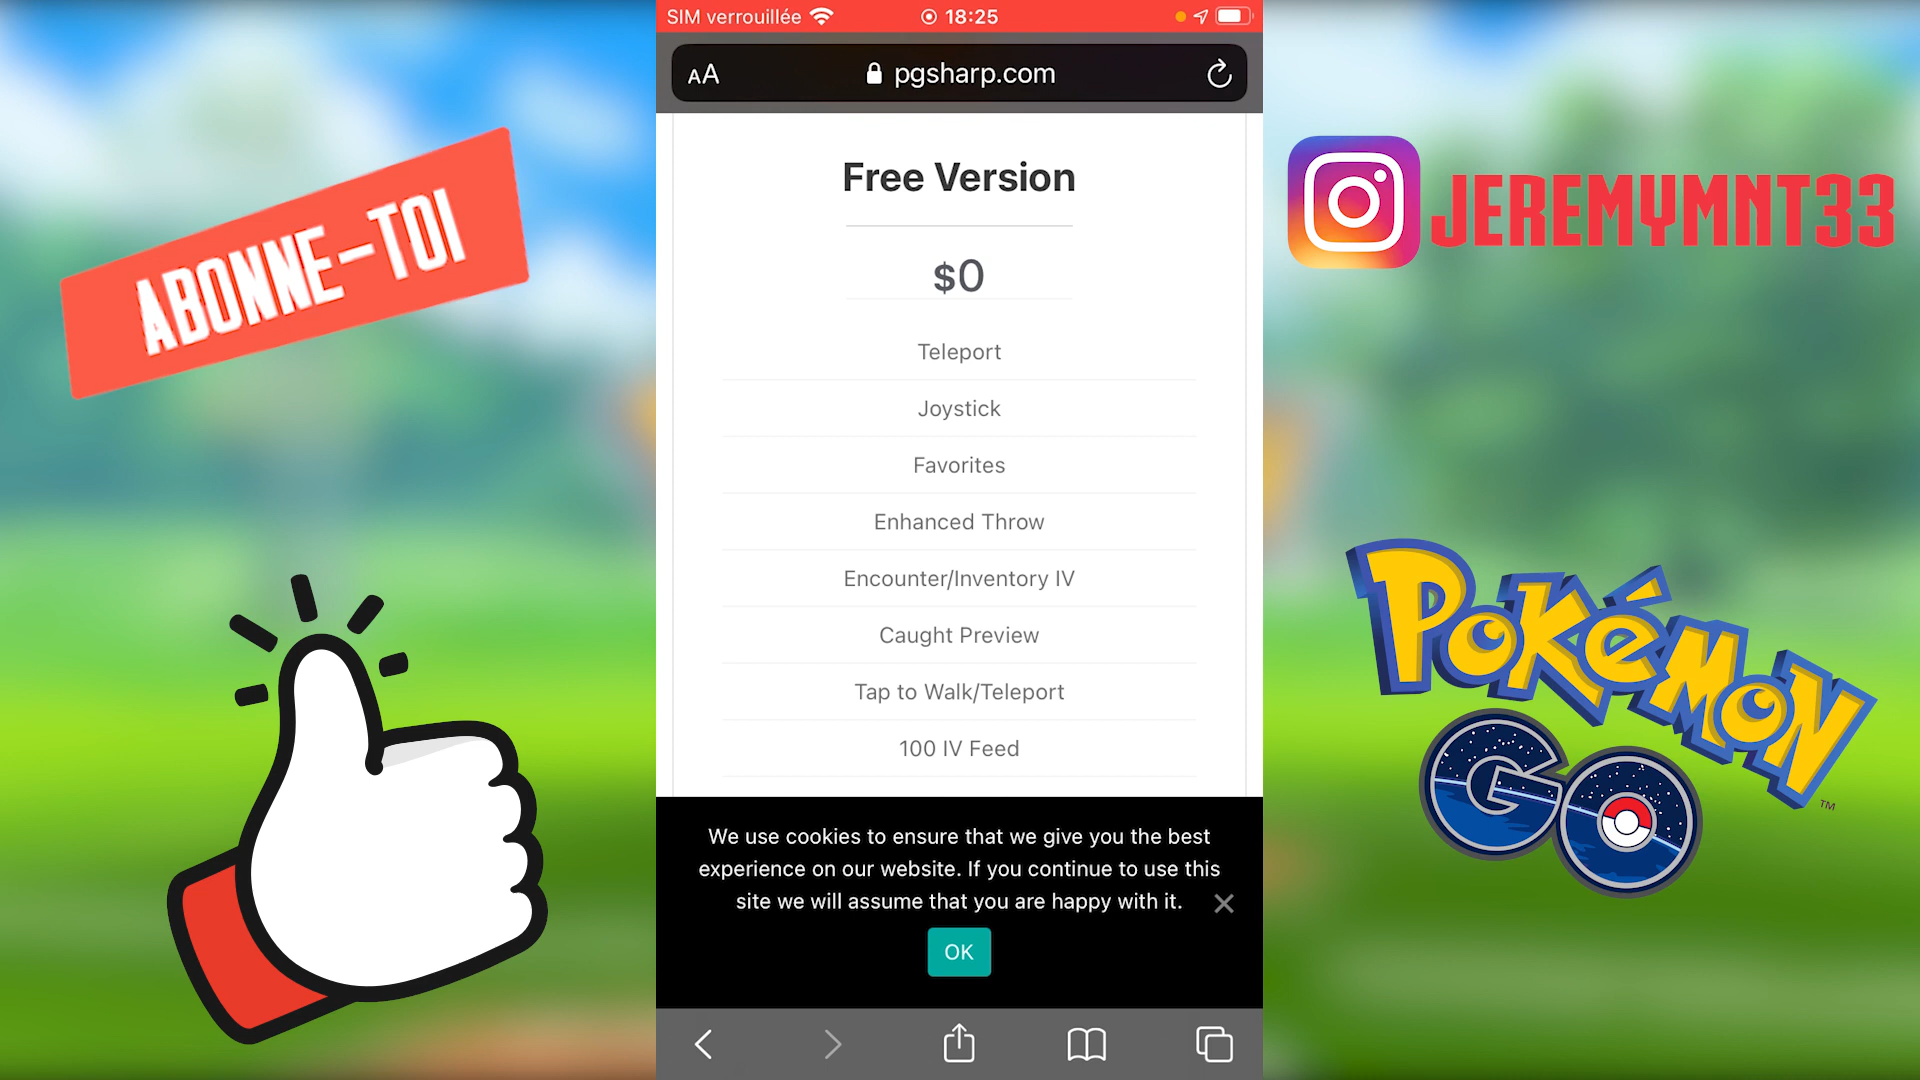 SIM verrouillée
18:25
AA
pgsharp.com
Free Version
$0
Teleport
Joystick
Favorites
Enhanced Throw
Encounter/Inventory IV
Caught Preview
Tap to Walk/Teleport
100 IV Feed
We use cookies to ensure that we give you the best
experience on our website. If you continue to use this
site we will assume that you are happy with it.
OK
ABONNE-TOI
JEREMYMNT33
POKéMON
GO
TM